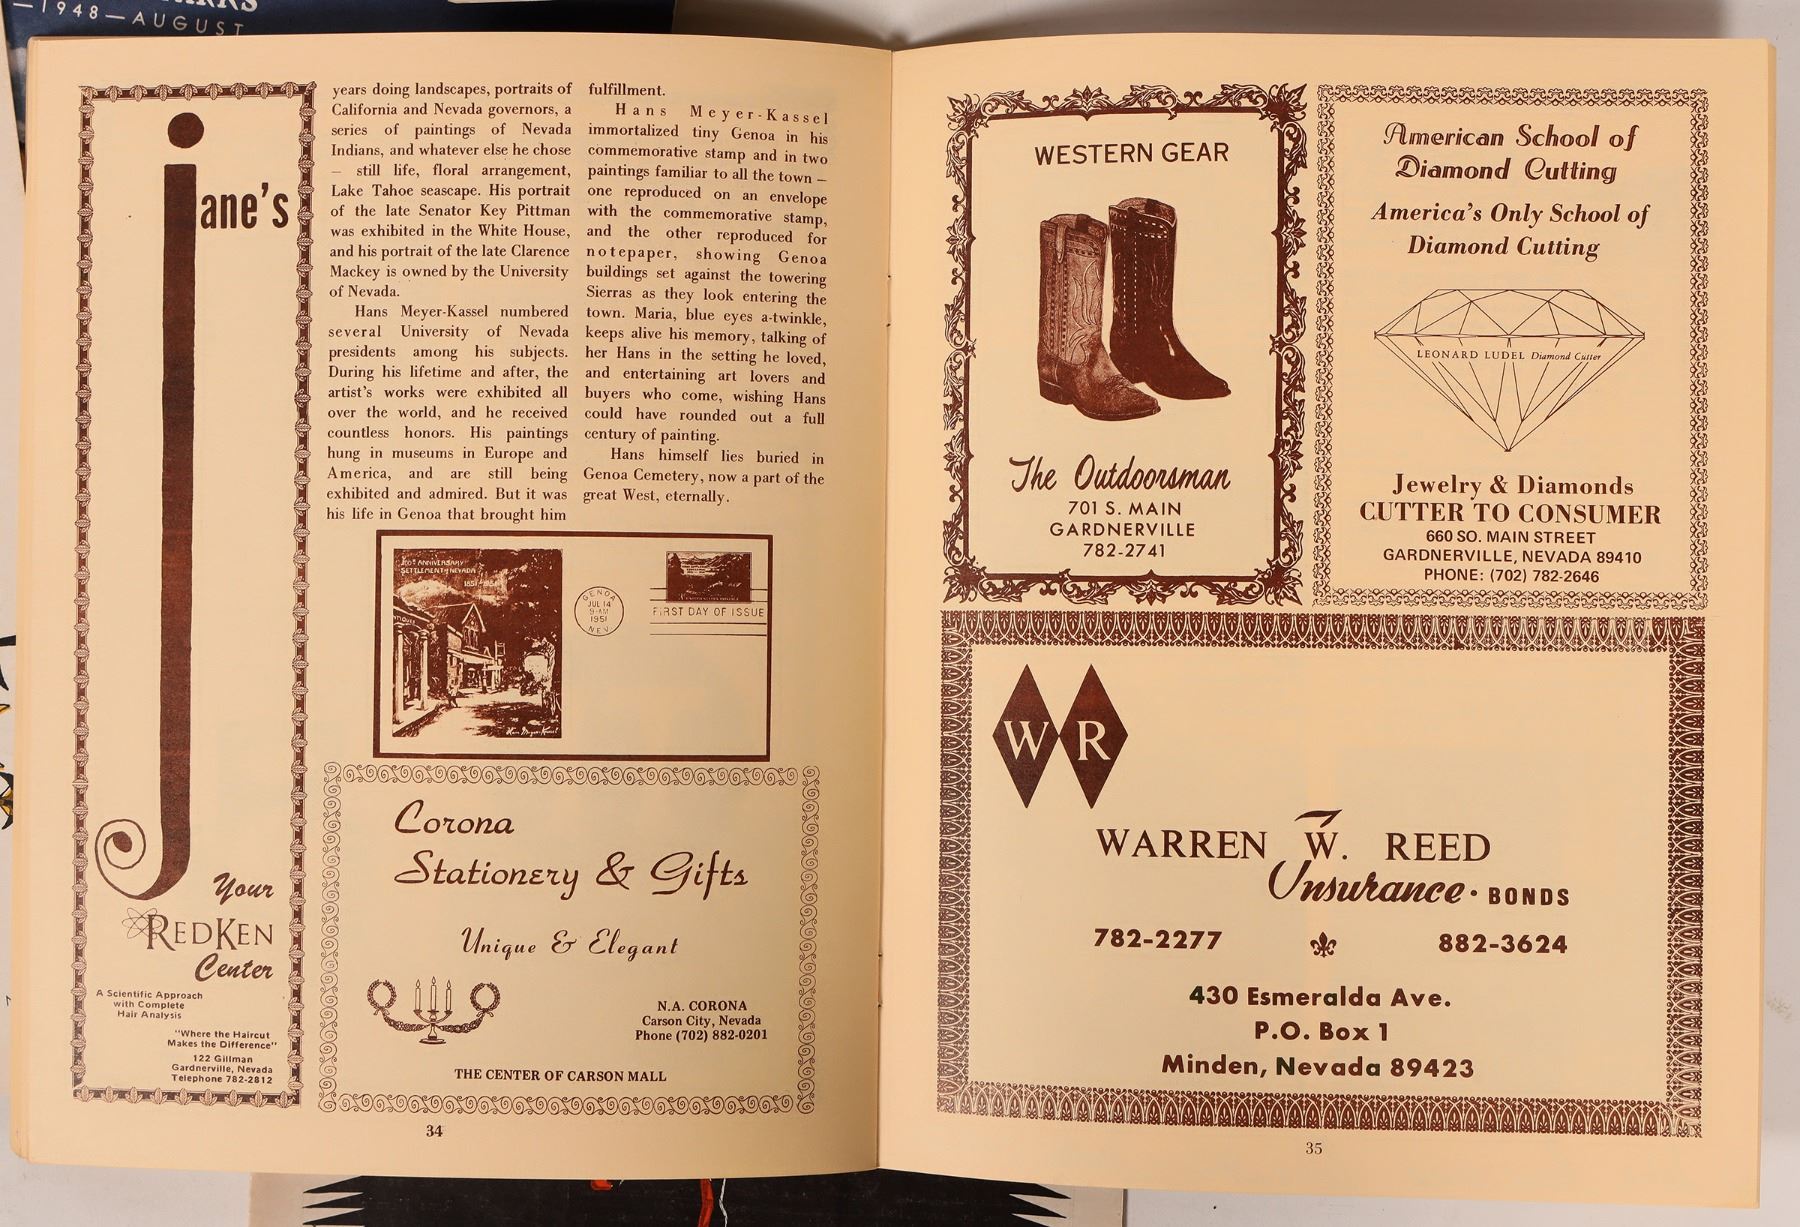 1948—AUGUST
jane's
Your
REDKEN
Center
A Scientific Approach
with Complete
Hair Analysis
"Where the Haircut
Makes the Difference"
122 Gillman
Gardnerville, Nevada
Telephone 782-2812
years doing landscapes, portraits of
California and Nevada governors, a
series of paintings of Nevada
Indians, and whatever else he chose
— still life, floral arrangement,
Lake Tahoe seascape. His portrait
of the late Senator Key Pittman
was exhibited in the White House,
and his portrait of the late Clarence
Mackey is owned by the University
of Nevada.
Hans Meyer-Kassel numbered
several University of Nevada
presidents among his subjects.
During his lifetime and after, the
artist's works were exhibited all
over the world, and he received
countless honors. His paintings
hung in museums in Europe and
America, and are still being
exhibited and admired. But it was
his life in Genoa that brought him
fulfillment.
Hans Meyer-Kassel
immortalized tiny Genoa in his
commemorative stamp and in two
paintings familiar to all the town —
one reproduced on an envelope
with the commemorative stamp,
and the other reproduced for
notepaper, showing Genoa
buildings set against the towering
Sierras as they look entering the
town. Maria, blue eyes a-twinkle,
keeps alive his memory, talking of
her Hans in the setting he loved,
and entertaining art lovers and
buyers who come, wishing Hans
could have rounded out a full
century of painting.
Hans himself lies buried in
Genoa Cemetery, now a part of the
great West, eternally.
100th ANNIVERSARY
SETTLEMENT of NEVADA
1851-1951
Hans Meyer-Kassel
GENOA
JUL 14
9-AM
1951
NEV.
FIRST DAY OF ISSUE
Corona
Stationery & Gifts
Unique & Elegant
N.A. CORONA
Carson City, Nevada
Phone (702) 882-0201
THE CENTER OF CARSON MALL
34
WESTERN GEAR
The Outdoorsman
701 S. MAIN
GARDNERVILLE
782-2741
American School of
Diamond Cutting
America's Only School of
Diamond Cutting
LEONARD LUDEL Diamond Cutter
Jewelry & Diamonds
CUTTER TO CONSUMER
660 SO. MAIN STREET
GARDNERVILLE, NEVADA 89410
PHONE: (702) 782-2646
W R
WARREN W. REED
Insurance · BONDS
782-2277 882-3624
430 Esmeralda Ave.
P.O. Box 1
Minden, Nevada 89423
35